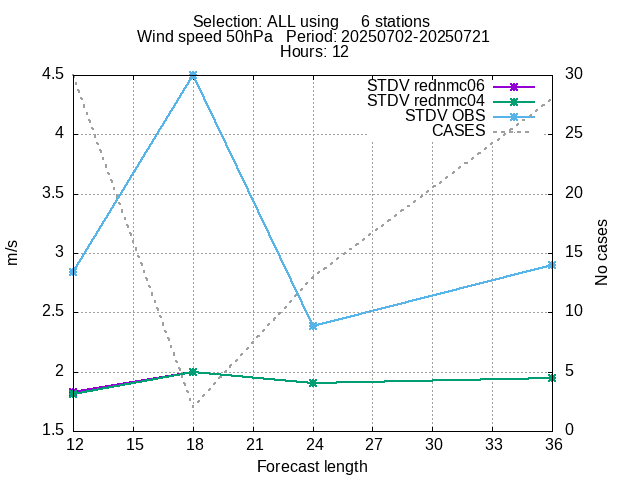 Selection: ALL using 6 stations
Wind speed 50hPa Period: 20250702-20250721
Hours: 12
STDV rednmc06
STDV rednmc04
STDV OBS
CASES
4.5
4
3.5
3
2.5
2
1.5
30
25
20
15
10
5
0
m/s
No cases
12 18 21 24 27 30 33 36
Forecast length